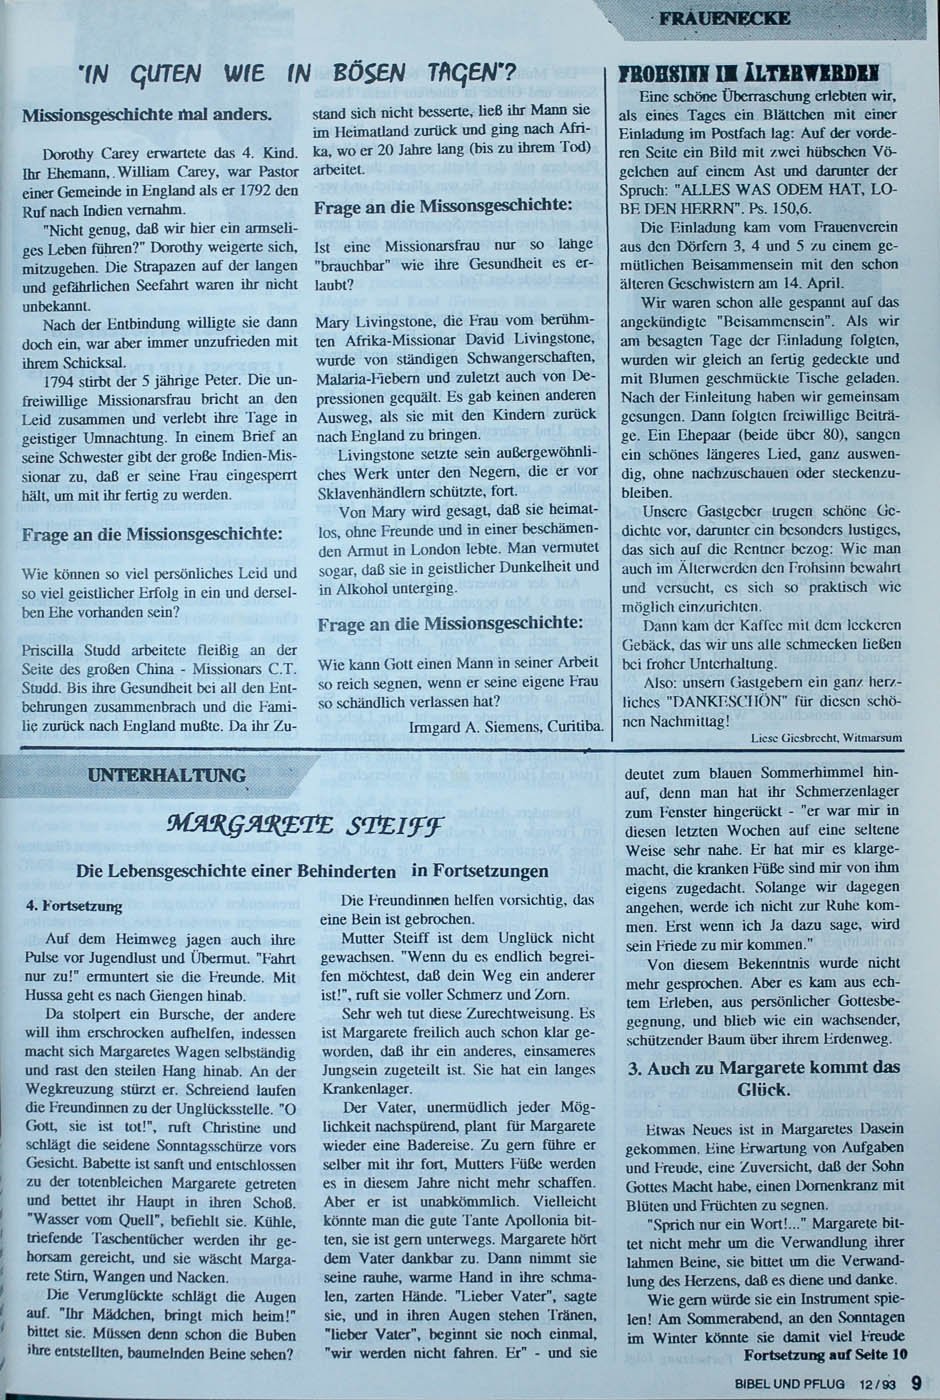 FRAUENECKE
"IN GUTEN WIE IN BÖSEN TAGEN"?
Missionsgeschichte mal anders.
Dorothy Carey erwartete das 4. Kind.
Ihr Ehemann, William Carey, war Pastor
einer Gemeinde in England als er 1792 den
Ruf nach Indien vernahm.
"Nicht genug, daß wir hier ein armseli-
ges Leben führen?" Dorothy weigerte sich,
mitzugehen. Die Strapazen auf der langen
und gefährlichen Seefahrt waren ihr nicht
unbekannt.
Nach der Entbindung willigte sie dann
doch ein, war aber immer unzufrieden mit
ihrem Schicksal.
1794 stirbt der 5 jährige Peter. Die un-
freiwillige Missionarsfrau bricht an den
Leid zusammen und verlebt ihre Tage in
geistiger Umnachtung. In einem Brief an
seine Schwester gibt der große Indien-Mis-
sionar zu, daß er seine Frau eingesperrt
hält, um mit ihr fertig zu werden.
Frage an die Missionsgeschichte:
Wie können so viel persönliches Leid und
so viel geistlicher Erfolg in ein und dersel-
ben Ehe vorhanden sein?
Priscilla Studd arbeitete fleißig an der
Seite des großen China - Missionars C.T.
Studd. Bis ihre Gesundheit bei all den Ent-
behrungen zusammenbrach und die Fami-
lie zurück nach England mußte. Da ihr Zu-
stand sich nicht besserte, ließ ihr Mann sie
im Heimatland zurück und ging nach Afri-
ka, wo er 20 Jahre lang (bis zu ihrem Tod)
arbeitet.
Frage an die Missonsgeschichte:
Ist eine Missionarsfrau nur so lange
"brauchbar" wie ihre Gesundheit es er-
laubt?
Mary Livingstone, die Frau vom berühm-
ten Afrika-Missionar David Livingstone,
wurde von ständigen Schwangerschaften,
Malaria-Fiebern und zuletzt auch von De-
pressionen gequält. Es gab keinen anderen
Ausweg, als sie mit den Kindern zurück
nach England zu bringen.
Livingstone setzte sein außergewöhnli-
ches Werk unter den Negern, die er vor
Sklavenhändlern schützte, fort.
Von Mary wird gesagt, daß sie heimat-
los, ohne Freunde und in einer beschämen-
den Armut in London lebte. Man vermutet
sogar, daß sie in geistlicher Dunkelheit und
in Alkohol unterging.
Frage an die Missionsgeschichte:
Wie kann Gott einen Mann in seiner Arbeit
so reich segnen, wenn er seine eigene Frau
so schändlich verlassen hat?
Irmgard A. Siemens, Curitiba.
FROHSINN IM ÄLTERWERDEN
Eine schöne Überraschung erlebten wir,
als eines Tages ein Blättchen mit einer
Einladung im Postfach lag: Auf der vorde-
ren Seite ein Bild mit zwei hübschen Vö-
gelchen auf einem Ast und darunter der
Spruch: "ALLES WAS ODEM HAT, LO-
BE DEN HERRN". Ps. 150,6.
Die Einladung kam vom Frauenverein
aus den Dörfern 3, 4 und 5 zu einem ge-
mütlichen Beisammensein mit den schon
älteren Geschwistern am 14. April.
Wir waren schon alle gespannt auf das
angekündigte "Beisammensein". Als wir
am besagten Tage der Einladung folgten,
wurden wir gleich an fertig gedeckte und
mit Blumen geschmückte Tische geladen.
Nach der Einleitung haben wir gemeinsam
gesungen. Dann folgten freiwillige Beiträ-
ge. Ein Ehepaar (beide über 80), sangen
ein schönes längeres Lied, ganz auswen-
dig, ohne nachzuschauen oder steckenzu-
bleiben.
Unsere Gastgeber trugen schöne Ge-
dichte vor, darunter ein besonders lustiges,
das sich auf die Rentner bezog: Wie man
auch im Älterwerden den Frohsinn bewahrt
und versucht, es sich so praktisch wie
möglich einzurichten.
Dann kam der Kaffee mit dem leckeren
Gebäck, das wir uns alle schmecken ließen
bei froher Unterhaltung.
Also: unsern Gastgebern ein ganz herz-
liches "DANKESCHÖN" für diesen schö-
nen Nachmittag!
Liese Giesbrecht, Witmarsum
UNTERHALTUNG
MARGARETE STEIFF
Die Lebensgeschichte einer Behinderten in Fortsetzungen
4. Fortsetzung
Auf dem Heimweg jagen auch ihre
Pulse vor Jugendlust und Übermut. "Fahrt
nur zu!" ermuntert sie die Freunde. Mit
Hussa geht es nach Giengen hinab.
Da stolpert ein Bursche, der andere
will ihm erschrocken aufhelfen, indessen
macht sich Margaretes Wagen selbständig
und rast den steilen Hang hinab. An der
Wegkreuzung stürzt er. Schreiend laufen
die Freundinnen zu der Unglücksstelle. "O
Gott, sie ist tot!", ruft Christine und
schlägt die seidene Sonntagsschürze vors
Gesicht. Babette ist sanft und entschlossen
zu der totenbleichen Margarete getreten
und bettet ihr Haupt in ihren Schoß.
"Wasser vom Quell", befiehlt sie. Kühle,
triefende Taschentücher werden ihr ge-
horsam gereicht, und sie wäscht Marga-
rete Stirn, Wangen und Nacken.
Die Verunglückte schlägt die Augen
auf. "Ihr Mädchen, bringt mich heim!"
bittet sie. Müssen denn schon die Buben
ihre entstellten, baumelnden Beine sehen?
Die Freundinnen helfen vorsichtig, das
eine Bein ist gebrochen.
Mutter Steiff ist dem Unglück nicht
gewachsen. "Wenn du es endlich begrei-
fen möchtest, daß dein Weg ein anderer
ist!", ruft sie voller Schmerz und Zorn.
Sehr weh tut diese Zurechtweisung. Es
ist Margarete freilich auch schon klar ge-
worden, daß ihr ein anderes, einsameres
Jungsein zugeteilt ist. Sie hat ein langes
Krankenlager.
Der Vater, unermüdlich jeder Mög-
lichkeit nachspürend, plant für Margarete
wieder eine Badereise. Zu gern führe er
selber mit ihr fort, Mutters Füße werden
es in diesem Jahre nicht mehr schaffen.
Aber er ist unabkömmlich. Vielleicht
könnte man die gute Tante Apollonia bit-
ten, sie ist gern unterwegs. Margarete hört
dem Vater dankbar zu. Dann nimmt sie
seine rauhe, warme Hand in ihre schma-
len, zarten Hände. "Lieber Vater", sagte
sie, und in ihren Augen stehen Tränen,
"lieber Vater", beginnt sie noch einmal,
"wir werden nicht fahren. Er" - und sie
deutet zum blauen Sommerhimmel hin-
auf, denn man hat ihr Schmerzenlager
zum Fenster hingerückt - "er war mir in
diesen letzten Wochen auf eine seltene
Weise sehr nahe. Er hat mir es klarge-
macht, die kranken Füße sind mir von ihm
eigens zugedacht. Solange wir dagegen
angehen, werde ich nicht zur Ruhe kom-
men. Erst wenn ich Ja dazu sage, wird
sein Friede zu mir kommen."
Von diesem Bekenntnis wurde nicht
mehr gesprochen. Aber es kam aus ech-
tem Erleben, aus persönlicher Gottesbe-
gegnung, und blieb wie ein wachsender,
schützender Baum über ihrem Erdenweg.
3. Auch zu Margarete kommt das
Glück.
Etwas Neues ist in Margaretes Dasein
gekommen. Eine Erwartung von Aufgaben
und Freude, eine Zuversicht, daß der Sohn
Gottes Macht habe, einen Dornenkranz mit
Blüten und Früchten zu segnen.
"Sprich nur ein Wort!..." Margarete bit-
tet nicht mehr um die Verwandlung ihrer
lahmen Beine, sie bittet um die Verwand-
lung des Herzens, daß es diene und danke.
Wie gern würde sie ein Instrument spie-
len! Am Sommerabend, an den Sonntagen
im Winter könnte sie damit viel Freude
Fortsetzung auf Seite 10
BIBEL UND PFLUG 12/93 9